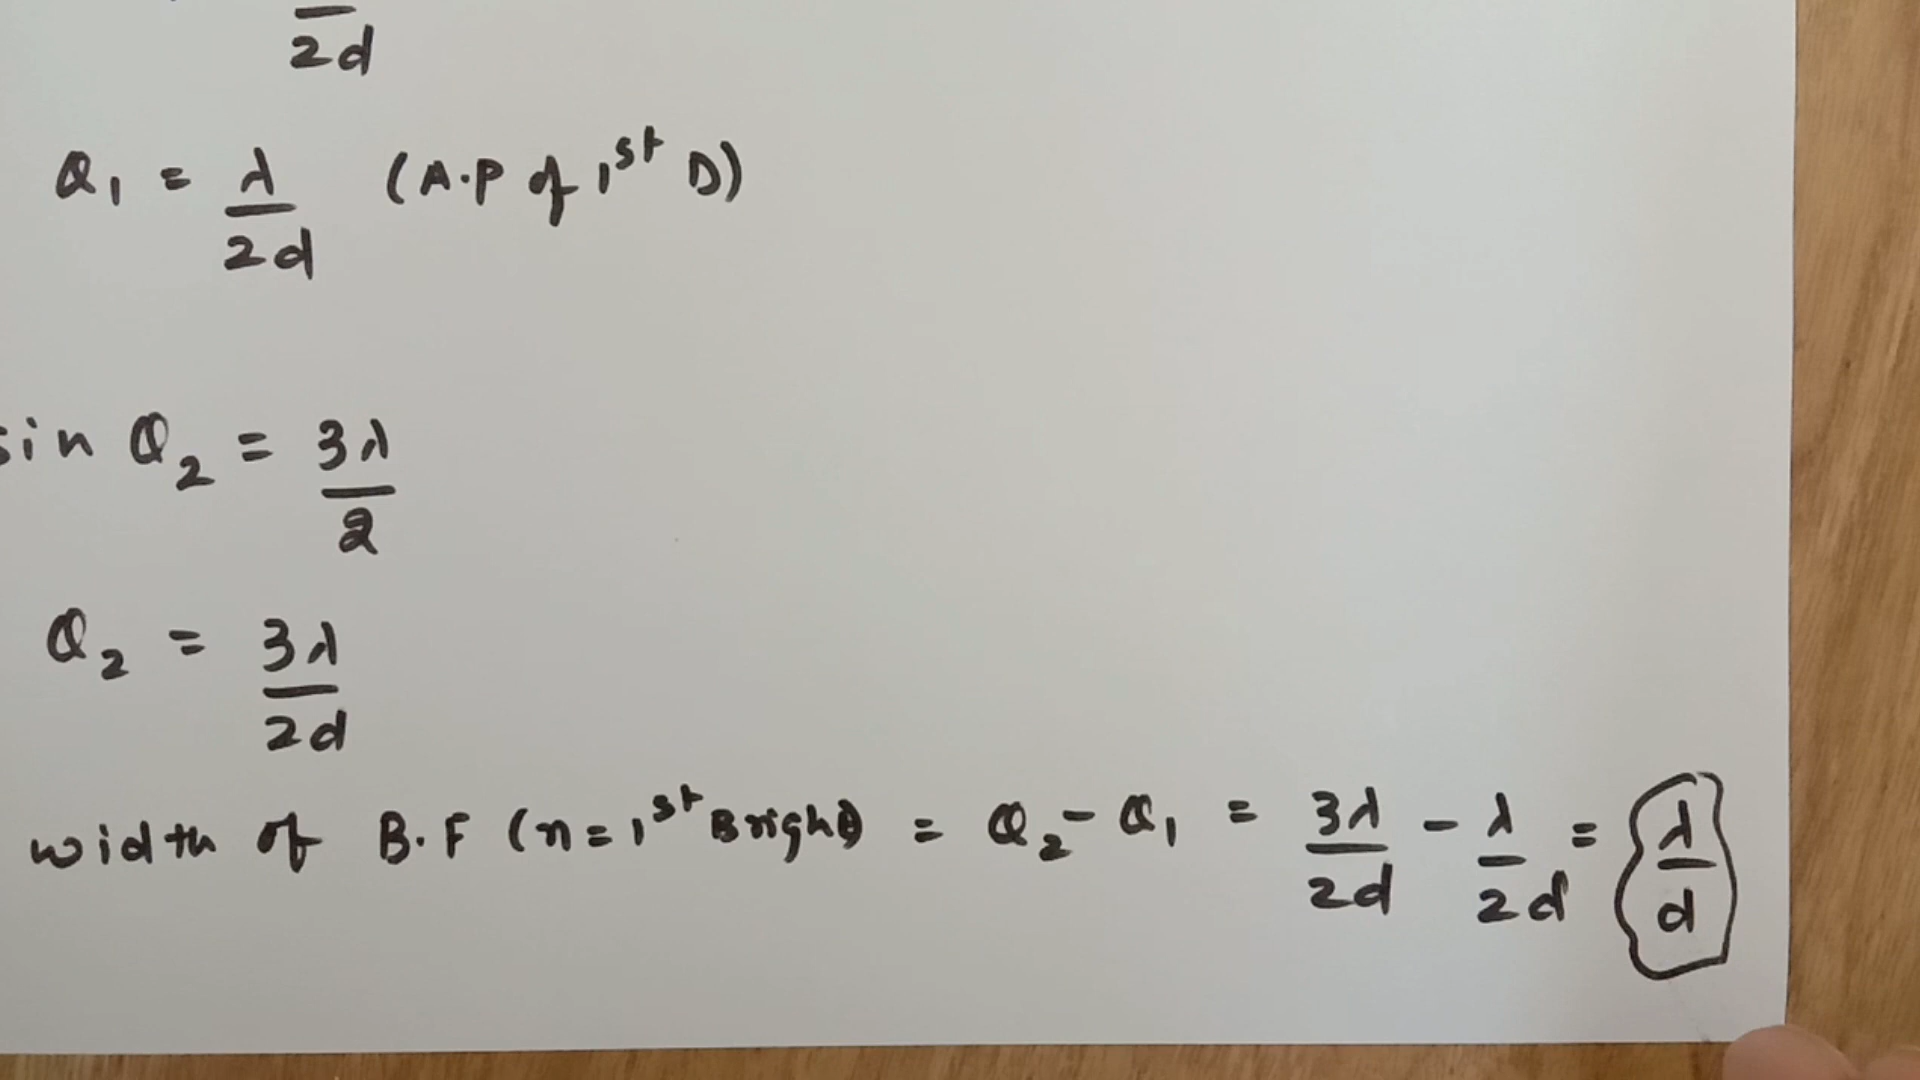 2d
θ₁ = λ/2d (A.P of 1st D)
sin θ₂ = 3λ/2
θ₂ = 3λ/2d
width of B.F (n=1st Bright) = θ₂ - θ₁ = 3λ/2d - λ/2d = λ/d